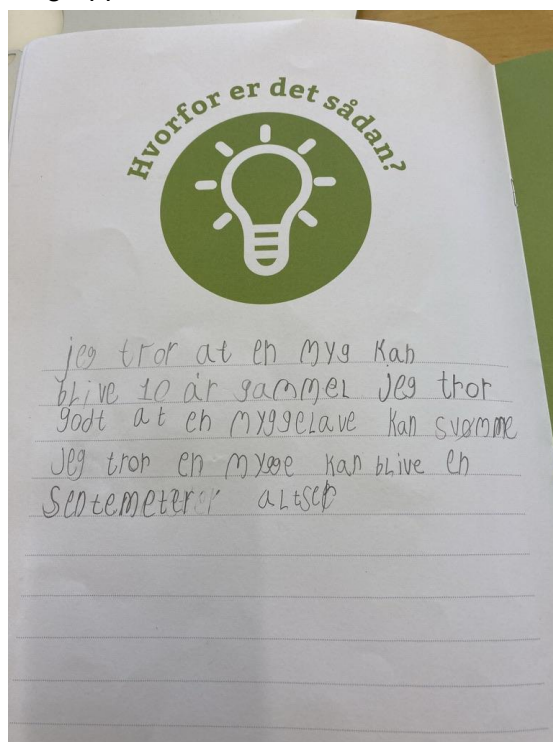 Hvorfor er det sådan?
jeg tror at en myg kan
blive 10 år gammel jeg tror
godt at en myggelave kan svømme
jeg tror en mygge kan blive en
sentemeter